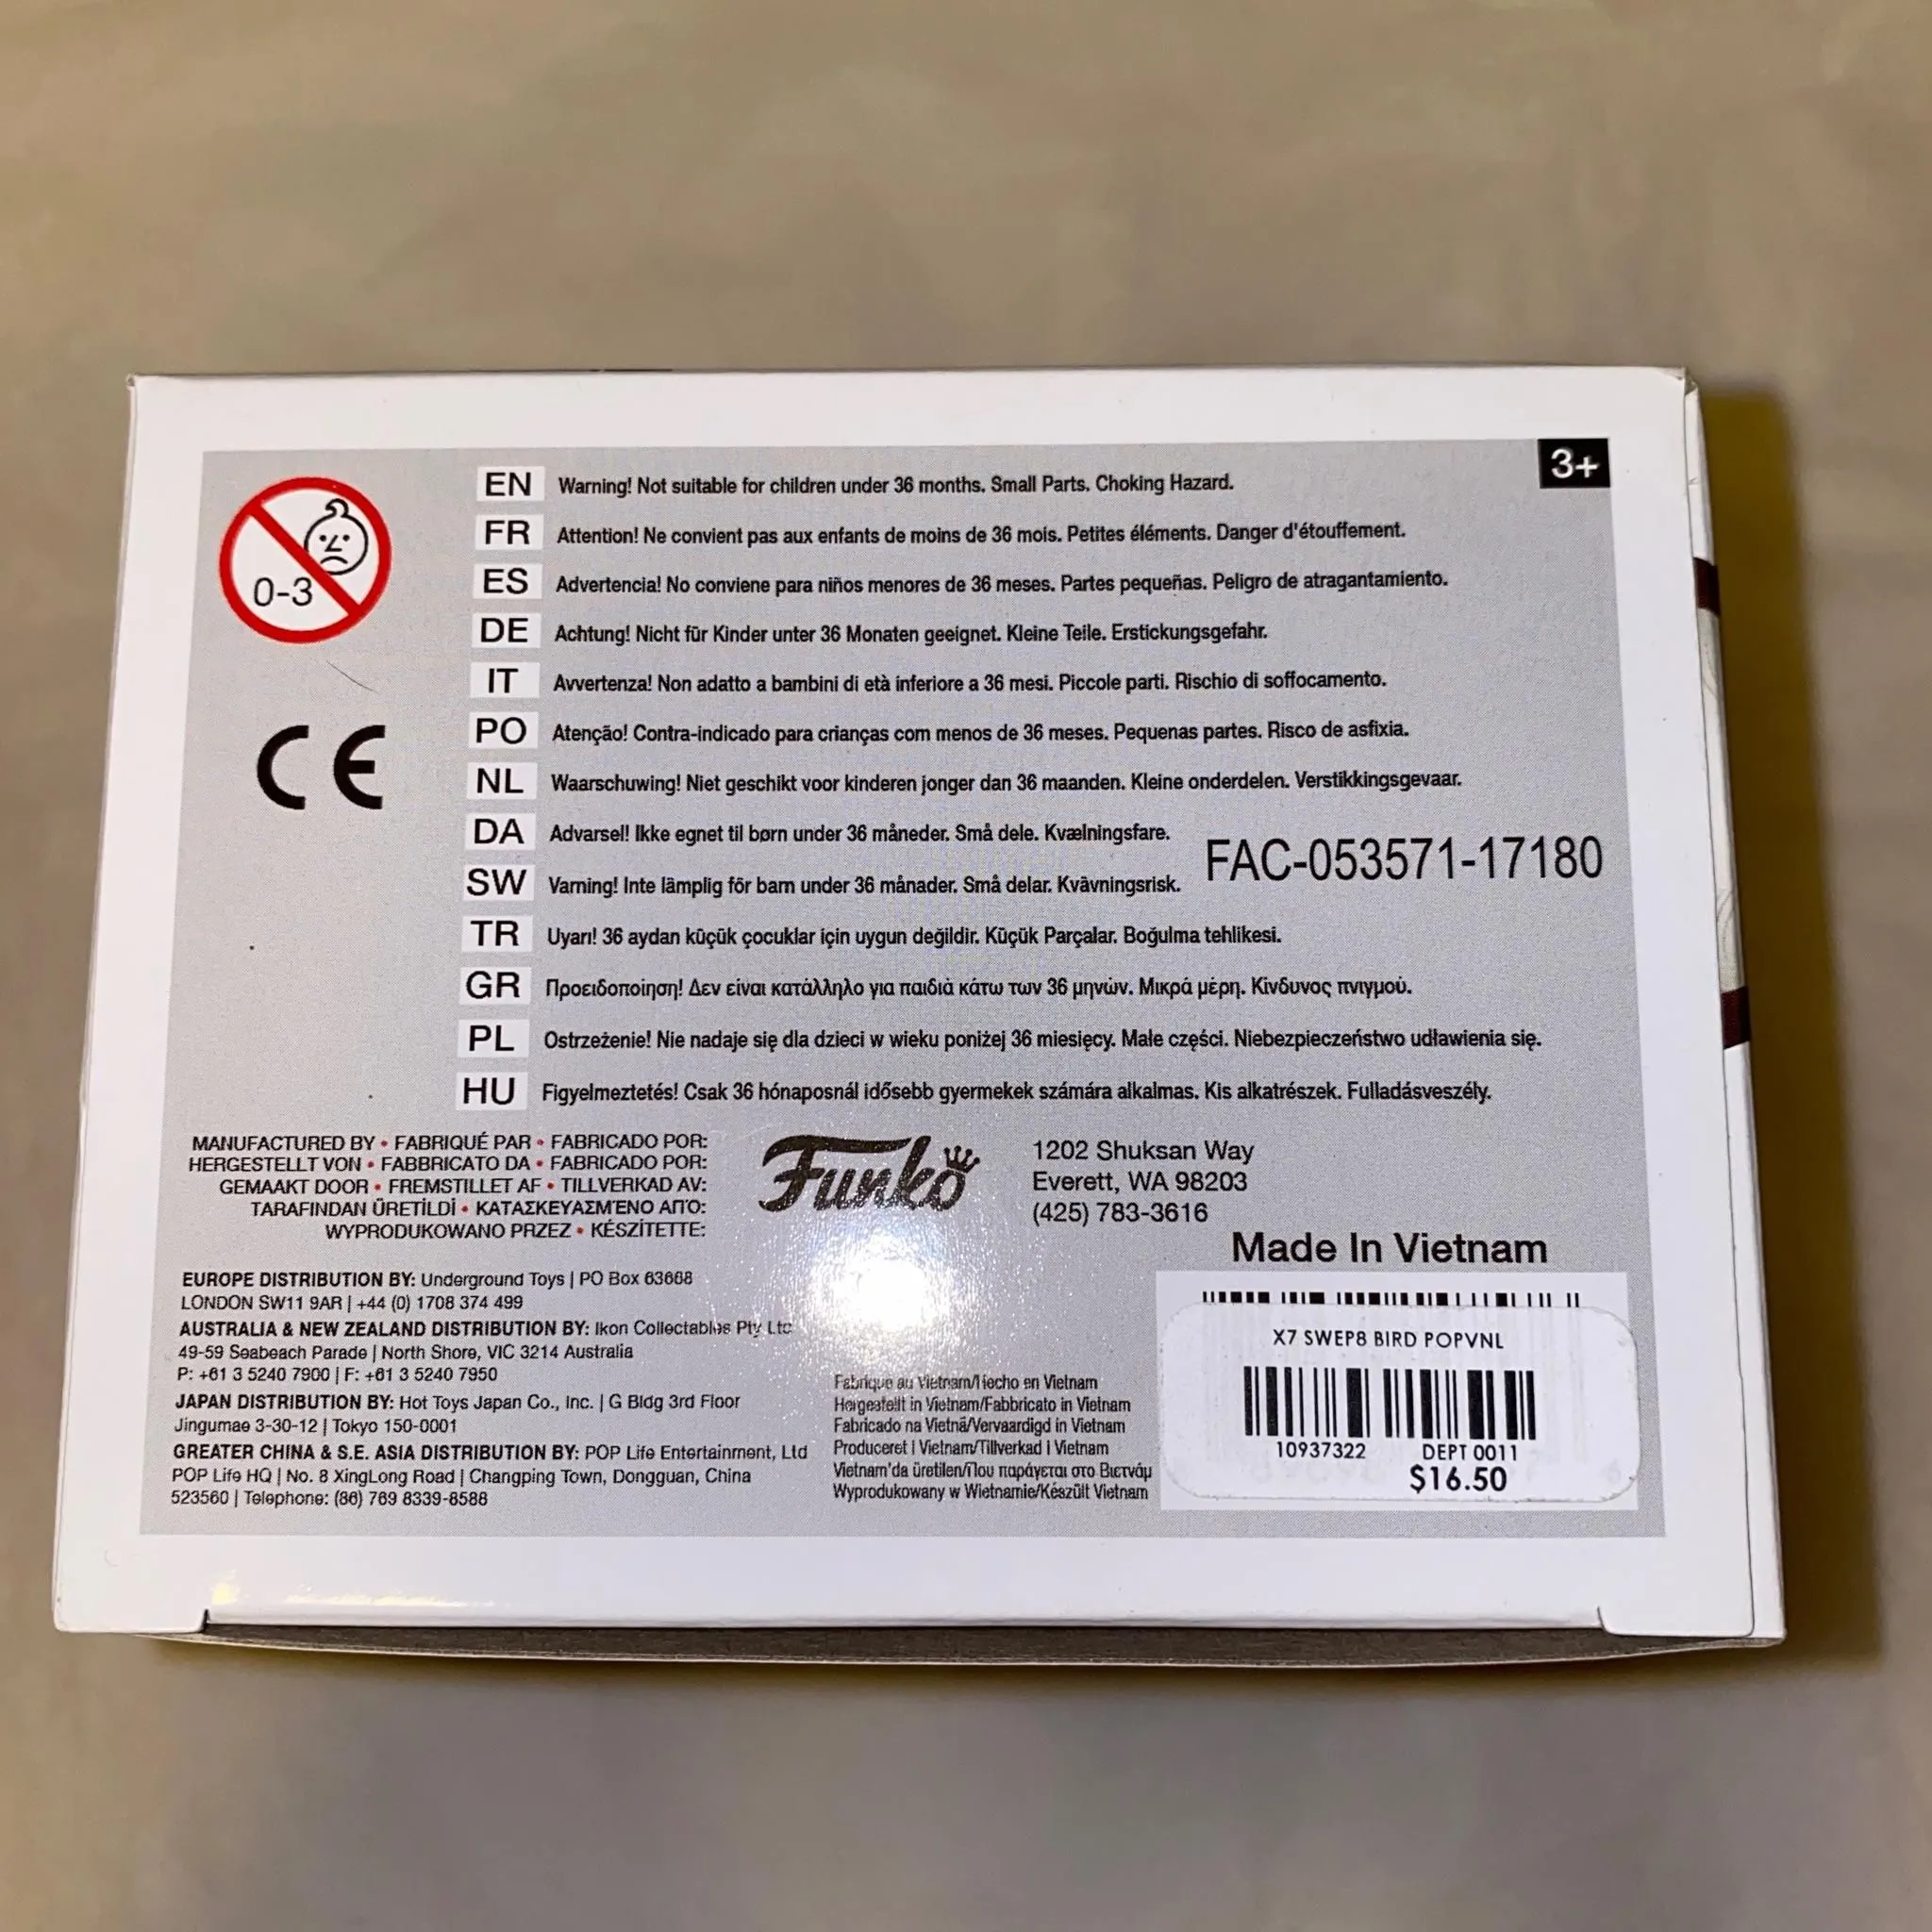 3+
0-3
EN Warning! Not suitable for children under 36 months. Small Parts. Choking Hazard.
FR Attention! Ne convient pas aux enfants de moins de 36 mois. Petites éléments. Danger d'étouffement.
ES Advertencia! No conviene para niños menores de 36 meses. Partes pequeñas. Peligro de atragantamiento.
DE Achtung! Nicht für Kinder unter 36 Monaten geeignet. Kleine Teile. Erstickungsgefahr.
IT Avvertenza! Non adatto a bambini di età inferiore a 36 mesi. Piccole parti. Rischio di soffocamento.
CE
PO Atenção! Contra-indicado para crianças com menos de 36 meses. Pequenas partes. Risco de asfixia.
NL Waarschuwing! Niet geschikt voor kinderen jonger dan 36 maanden. Kleine onderdelen. Verstikkingsgevaar.
DA Advarsel! Ikke egnet til børn under 36 måneder. Små dele. Kvælningsfare.
FAC-053571-17180
SW Varning! Inte lämplig för barn under 36 månader. Små delar. Kvävningsrisk.
TR Uyarı! 36 aydan küçük çocuklar için uygun değildir. Küçük Parçalar. Boğulma tehlikesi.
GR Προειδοποίηση! Δεν είναι κατάλληλο για παιδιά κάτω των 36 μηνών. Μικρά μέρη. Κίνδυνος πνιγμού.
PL Ostrzeżenie! Nie nadaje się dla dzieci w wieku poniżej 36 miesięcy. Małe części. Niebezpieczeństwo udławienia się.
HU Figyelmeztetés! Csak 36 hónaposnál idősebb gyermekek számára alkalmas. Kis alkatrészek. Fulladásveszély.
MANUFACTURED BY • FABRIQUÉ PAR • FABRICADO POR:
HERGESTELLT VON • FABBRICATO DA • FABRICADO POR:
GEMAAKT DOOR • FREMSTILLET AF • TILLVERKAD AV:
TARAFINDAN ÜRETİLDİ • ΚΑΤΑΣΚΕΥΑΣΜΈΝΟ ΑΠΌ:
WYPRODUKOWANO PRZEZ • KÉSZÍTETTE:
Funko
1202 Shuksan Way
Everett, WA 98203
(425) 783-3616
Made In Vietnam
EUROPE DISTRIBUTION BY: Underground Toys | PO Box 63668
LONDON SW11 9AR | +44 (0) 1708 374 499
AUSTRALIA & NEW ZEALAND DISTRIBUTION BY: Ikon Collectables Pty Ltd
49-59 Seabeach Parade | North Shore, VIC 3214 Australia
P: +61 3 5240 7900 | F: +61 3 5240 7950
JAPAN DISTRIBUTION BY: Hot Toys Japan Co., Inc. | G Bldg 3rd Floor
Jingumae 3-30-12 | Tokyo 150-0001
GREATER CHINA & S.E. ASIA DISTRIBUTION BY: POP Life Entertainment, Ltd
POP Life HQ | No. 8 XingLong Road | Changping Town, Dongguan, China
523560 | Telephone: (86) 769 8339-8588
Fabrique au Vietnam/Hecho en Vietnam
Hergestellt in Vietnam/Fabbricato in Vietnam
Fabricado na Vietnã/Vervaardigd in Vietnam
Produceret i Vietnam/Tillverkad i Vietnam
Vietnam'da üretilen/Που παράγεται στο Βιετνάμ
Wyprodukowany w Wietnamie/Készült Vietnam
X7 SWEP8 BIRD POPVNL
10937322 DEPT 0011
$16.50